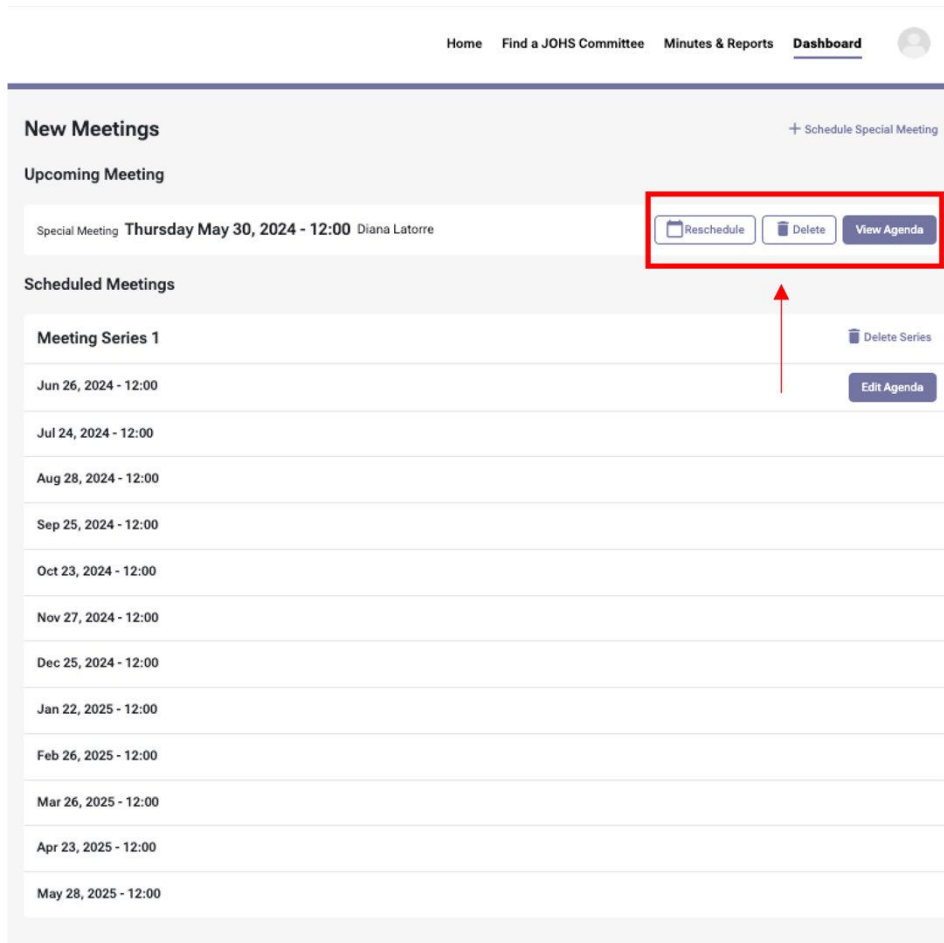 Home Find a JOHS Committee Minutes & Reports Dashboard
New Meetings + Schedule Special Meeting
Upcoming Meeting
Special Meeting Thursday May 30, 2024 - 12:00 Diana Latorre Reschedule Delete View Agenda
Scheduled Meetings
Meeting Series 1 Delete Series
Jun 26, 2024 - 12:00 Edit Agenda
Jul 24, 2024 - 12:00
Aug 28, 2024 - 12:00
Sep 25, 2024 - 12:00
Oct 23, 2024 - 12:00
Nov 27, 2024 - 12:00
Dec 25, 2024 - 12:00
Jan 22, 2025 - 12:00
Feb 26, 2025 - 12:00
Mar 26, 2025 - 12:00
Apr 23, 2025 - 12:00
May 28, 2025 - 12:00